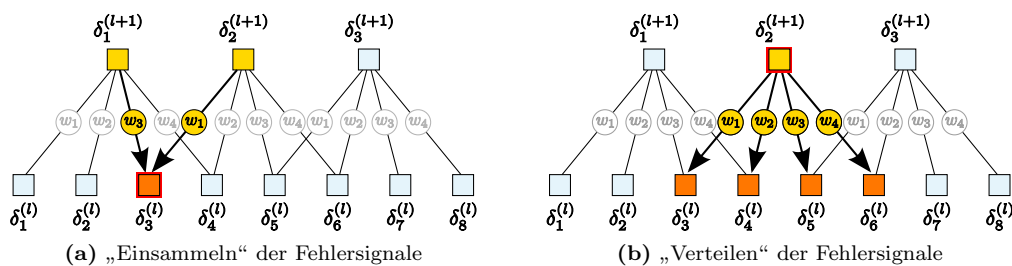 δ₁^(l+1) δ₂^(l+1) δ₃^(l+1) δ₁^(l+1) δ₂^(l+1) δ₃^(l+1)
w₁ w₂ w₃ w₄ w₁ w₂ w₃ w₄ w₁ w₂ w₃ w₄ w₁ w₂ w₃ w₄ w₁ w₂ w₃ w₄ w₁ w₂ w₃ w₄
δ₁^(l) δ₂^(l) δ₃^(l) δ₄^(l) δ₅^(l) δ₆^(l) δ₇^(l) δ₈^(l) δ₁^(l) δ₂^(l) δ₃^(l) δ₄^(l) δ₅^(l) δ₆^(l) δ₇^(l) δ₈^(l)
(a) „Einsammeln“ der Fehlersignale (b) „Verteilen“ der Fehlersignale